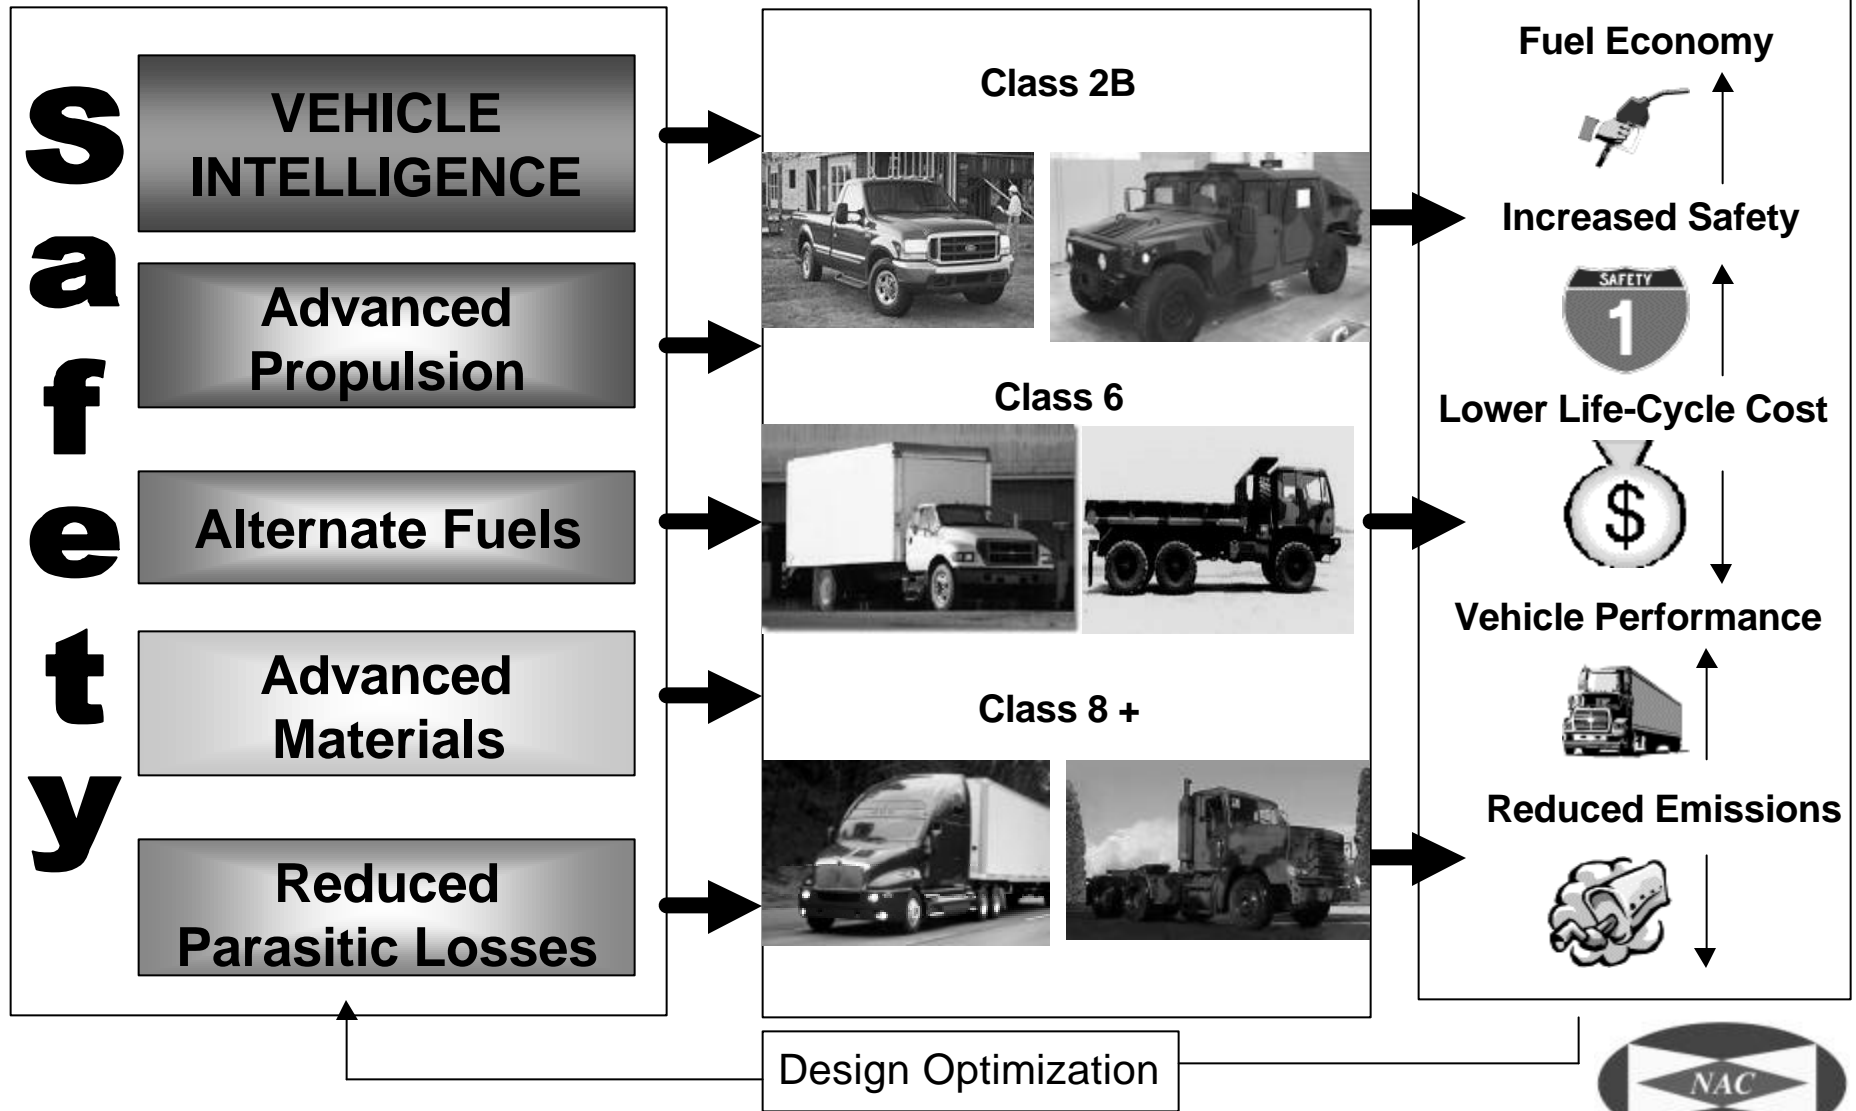 Safety
VEHICLE
INTELLIGENCE
Advanced
Propulsion
Alternate Fuels
Advanced
Materials
Reduced
Parasitic Losses
Class 2B
Class 6
Class 8 +
Fuel Economy
Increased Safety
SAFETY
1
Lower Life-Cycle Cost
$
Vehicle Performance
Reduced Emissions
Design Optimization
NAC